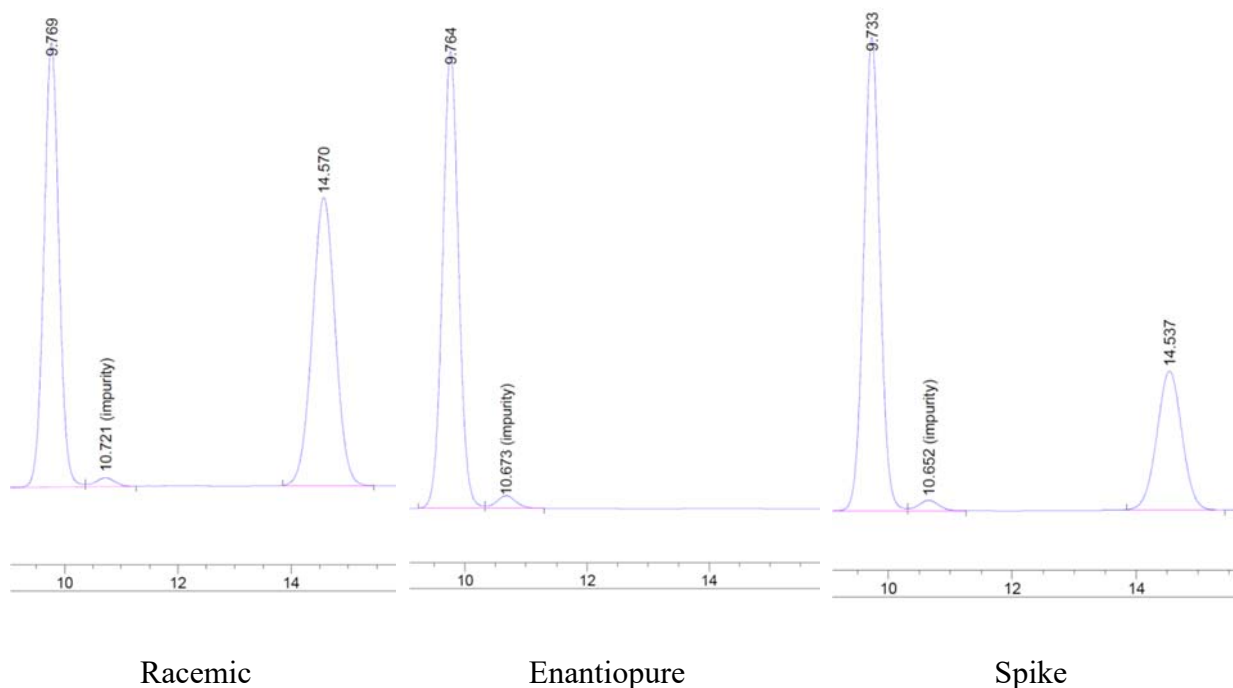 9.769
10.721 (impurity)
14.570
10 12 14
9.764
10.673 (impurity)
10 12 14
9.733
10.652 (impurity)
14.537
10 12 14
Racemic Enantiopure Spike